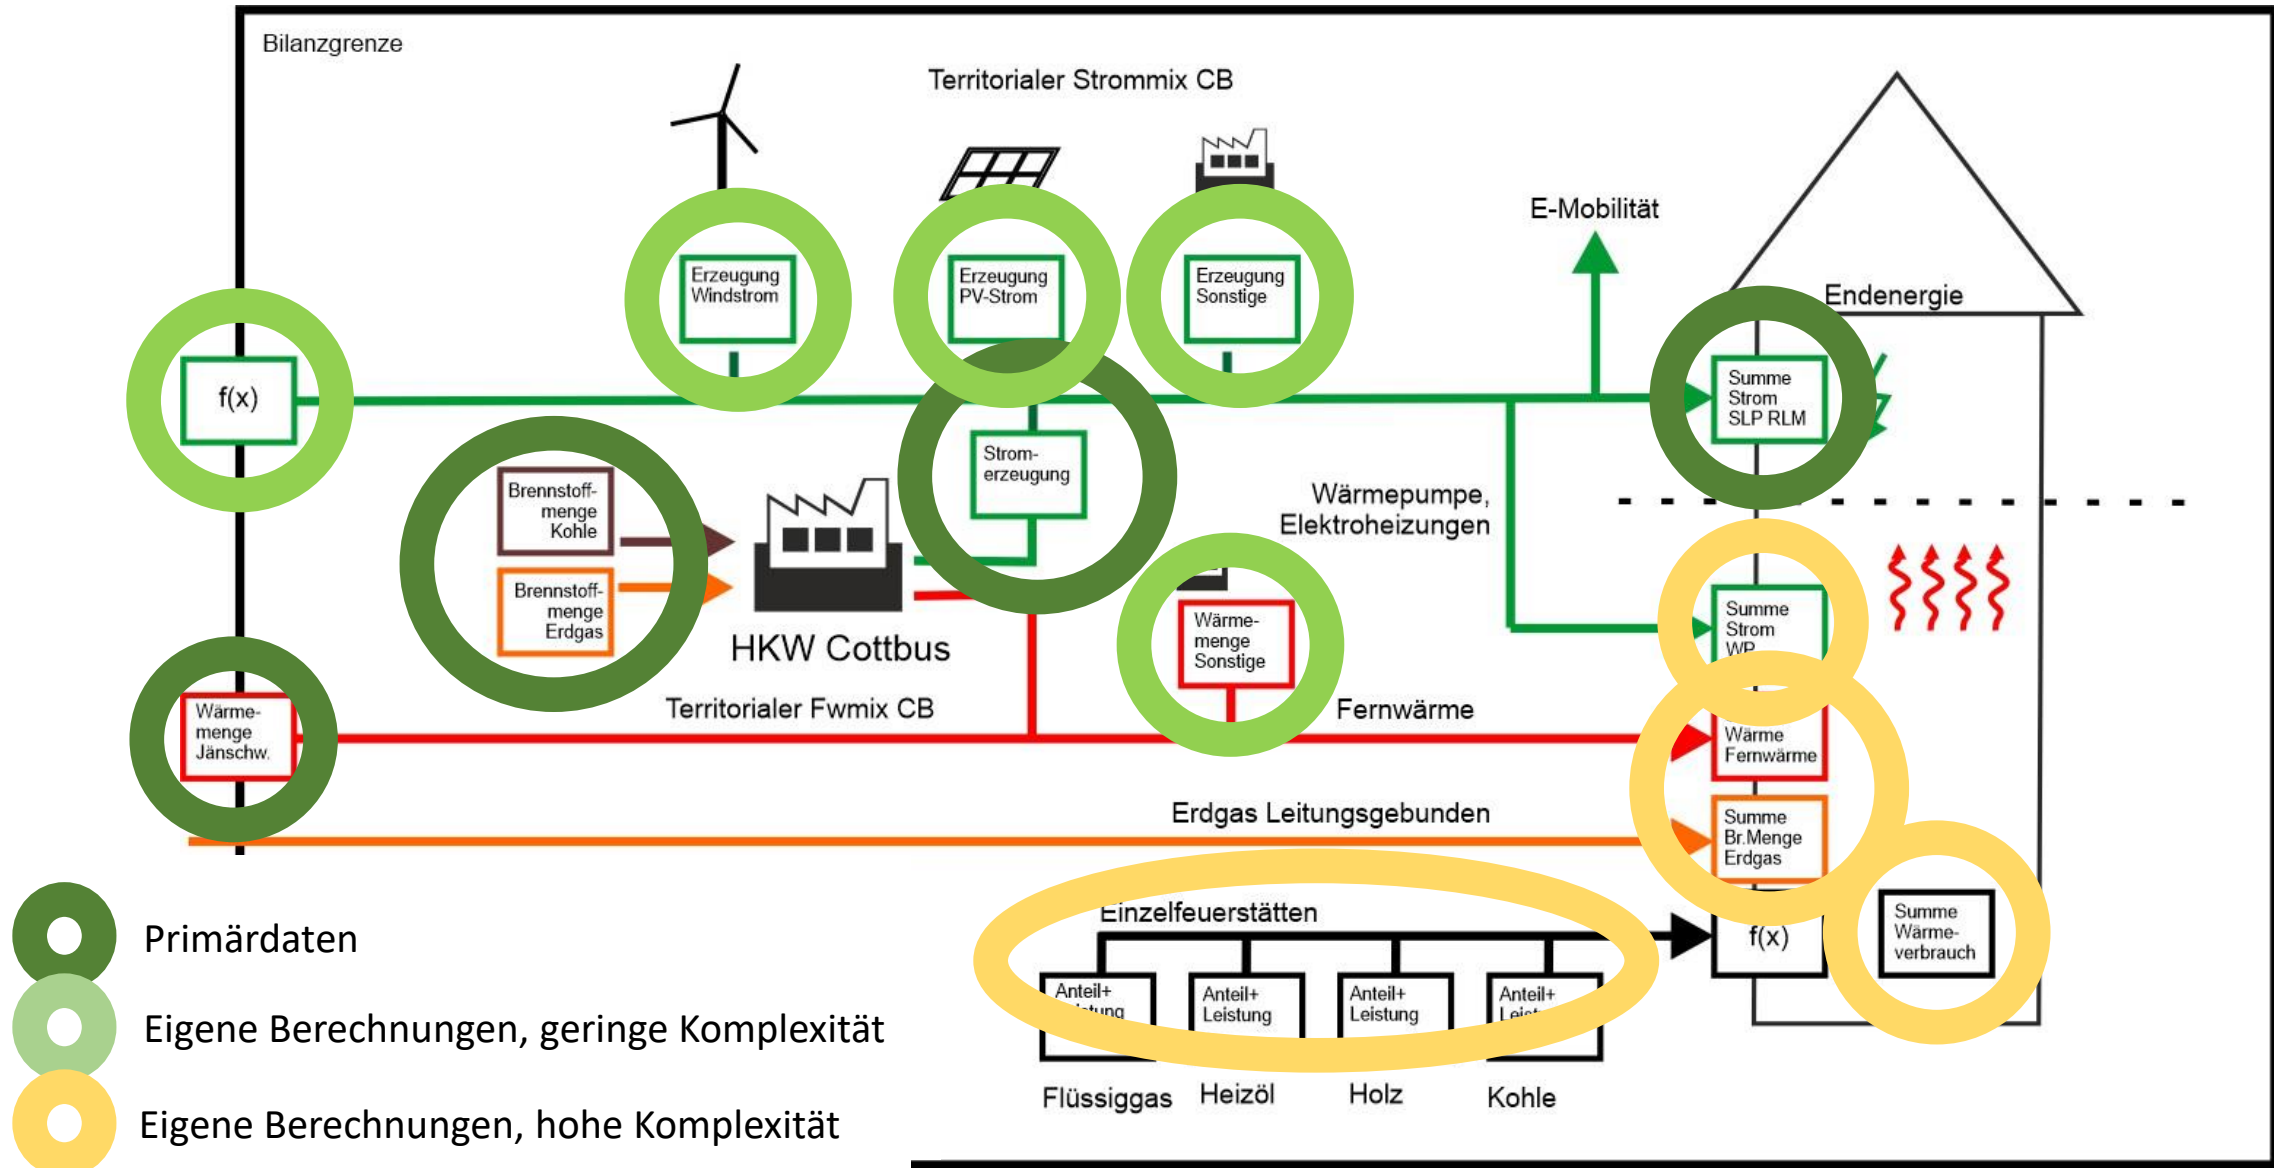 Bilanzgrenze
Territorialer Strommix CB
E-Mobilität
Erzeugung
Windstrom
Erzeugung
PV-Strom
Erzeugung
Sonstige
Endenergie
f(x)
Summe
Strom
SLP RLM
Strom-
erzeugung
Brennstoff-
menge
Kohle
Wärmepumpe,
Elektroheizungen
Brennstoff-
menge
Erdgas
HKW Cottbus
Wärme-
menge
Sonstige
Summe
Strom
WP
Wärme-
menge
Jänschw.
Territorialer Fwmix CB
Fernwärme
Wärme
Fernwärme
Erdgas Leitungsgebunden
Summe
Br.Menge
Erdgas
Einzelfeuerstätten
f(x)
Summe
Wärme-
verbrauch
Anteil+
Anteil+
Leistung
Anteil+
Leistung
Anteil+
Flüssiggas
Heizöl
Holz
Kohle
Primärdaten
Eigene Berechnungen, geringe Komplexität
Eigene Berechnungen, hohe Komplexität